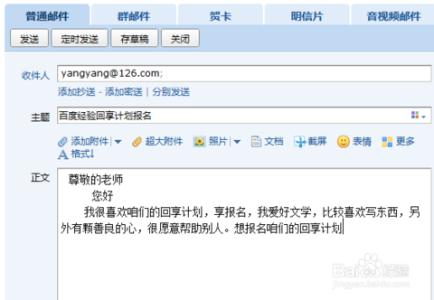 普通邮件 群邮件 贺卡 明信片 音视频邮件
发送 定时发送 存草稿 关闭
收件人 yangyang@126.com;
添加抄送 - 添加密送 | 分别发送
主题 百度经验回享计划报名
添加附件 | 超大附件 照片 | 文档 截屏 表情 更多
格式↓
正文 尊敬的老师
您好
我很喜欢咱们的回享计划，享报名，我爱好文学，比较喜欢写东西，另
外有颗善良的心，很愿意帮助别人。想报名咱们的回享计划
Baidu 经验
jingyan.baidu.com